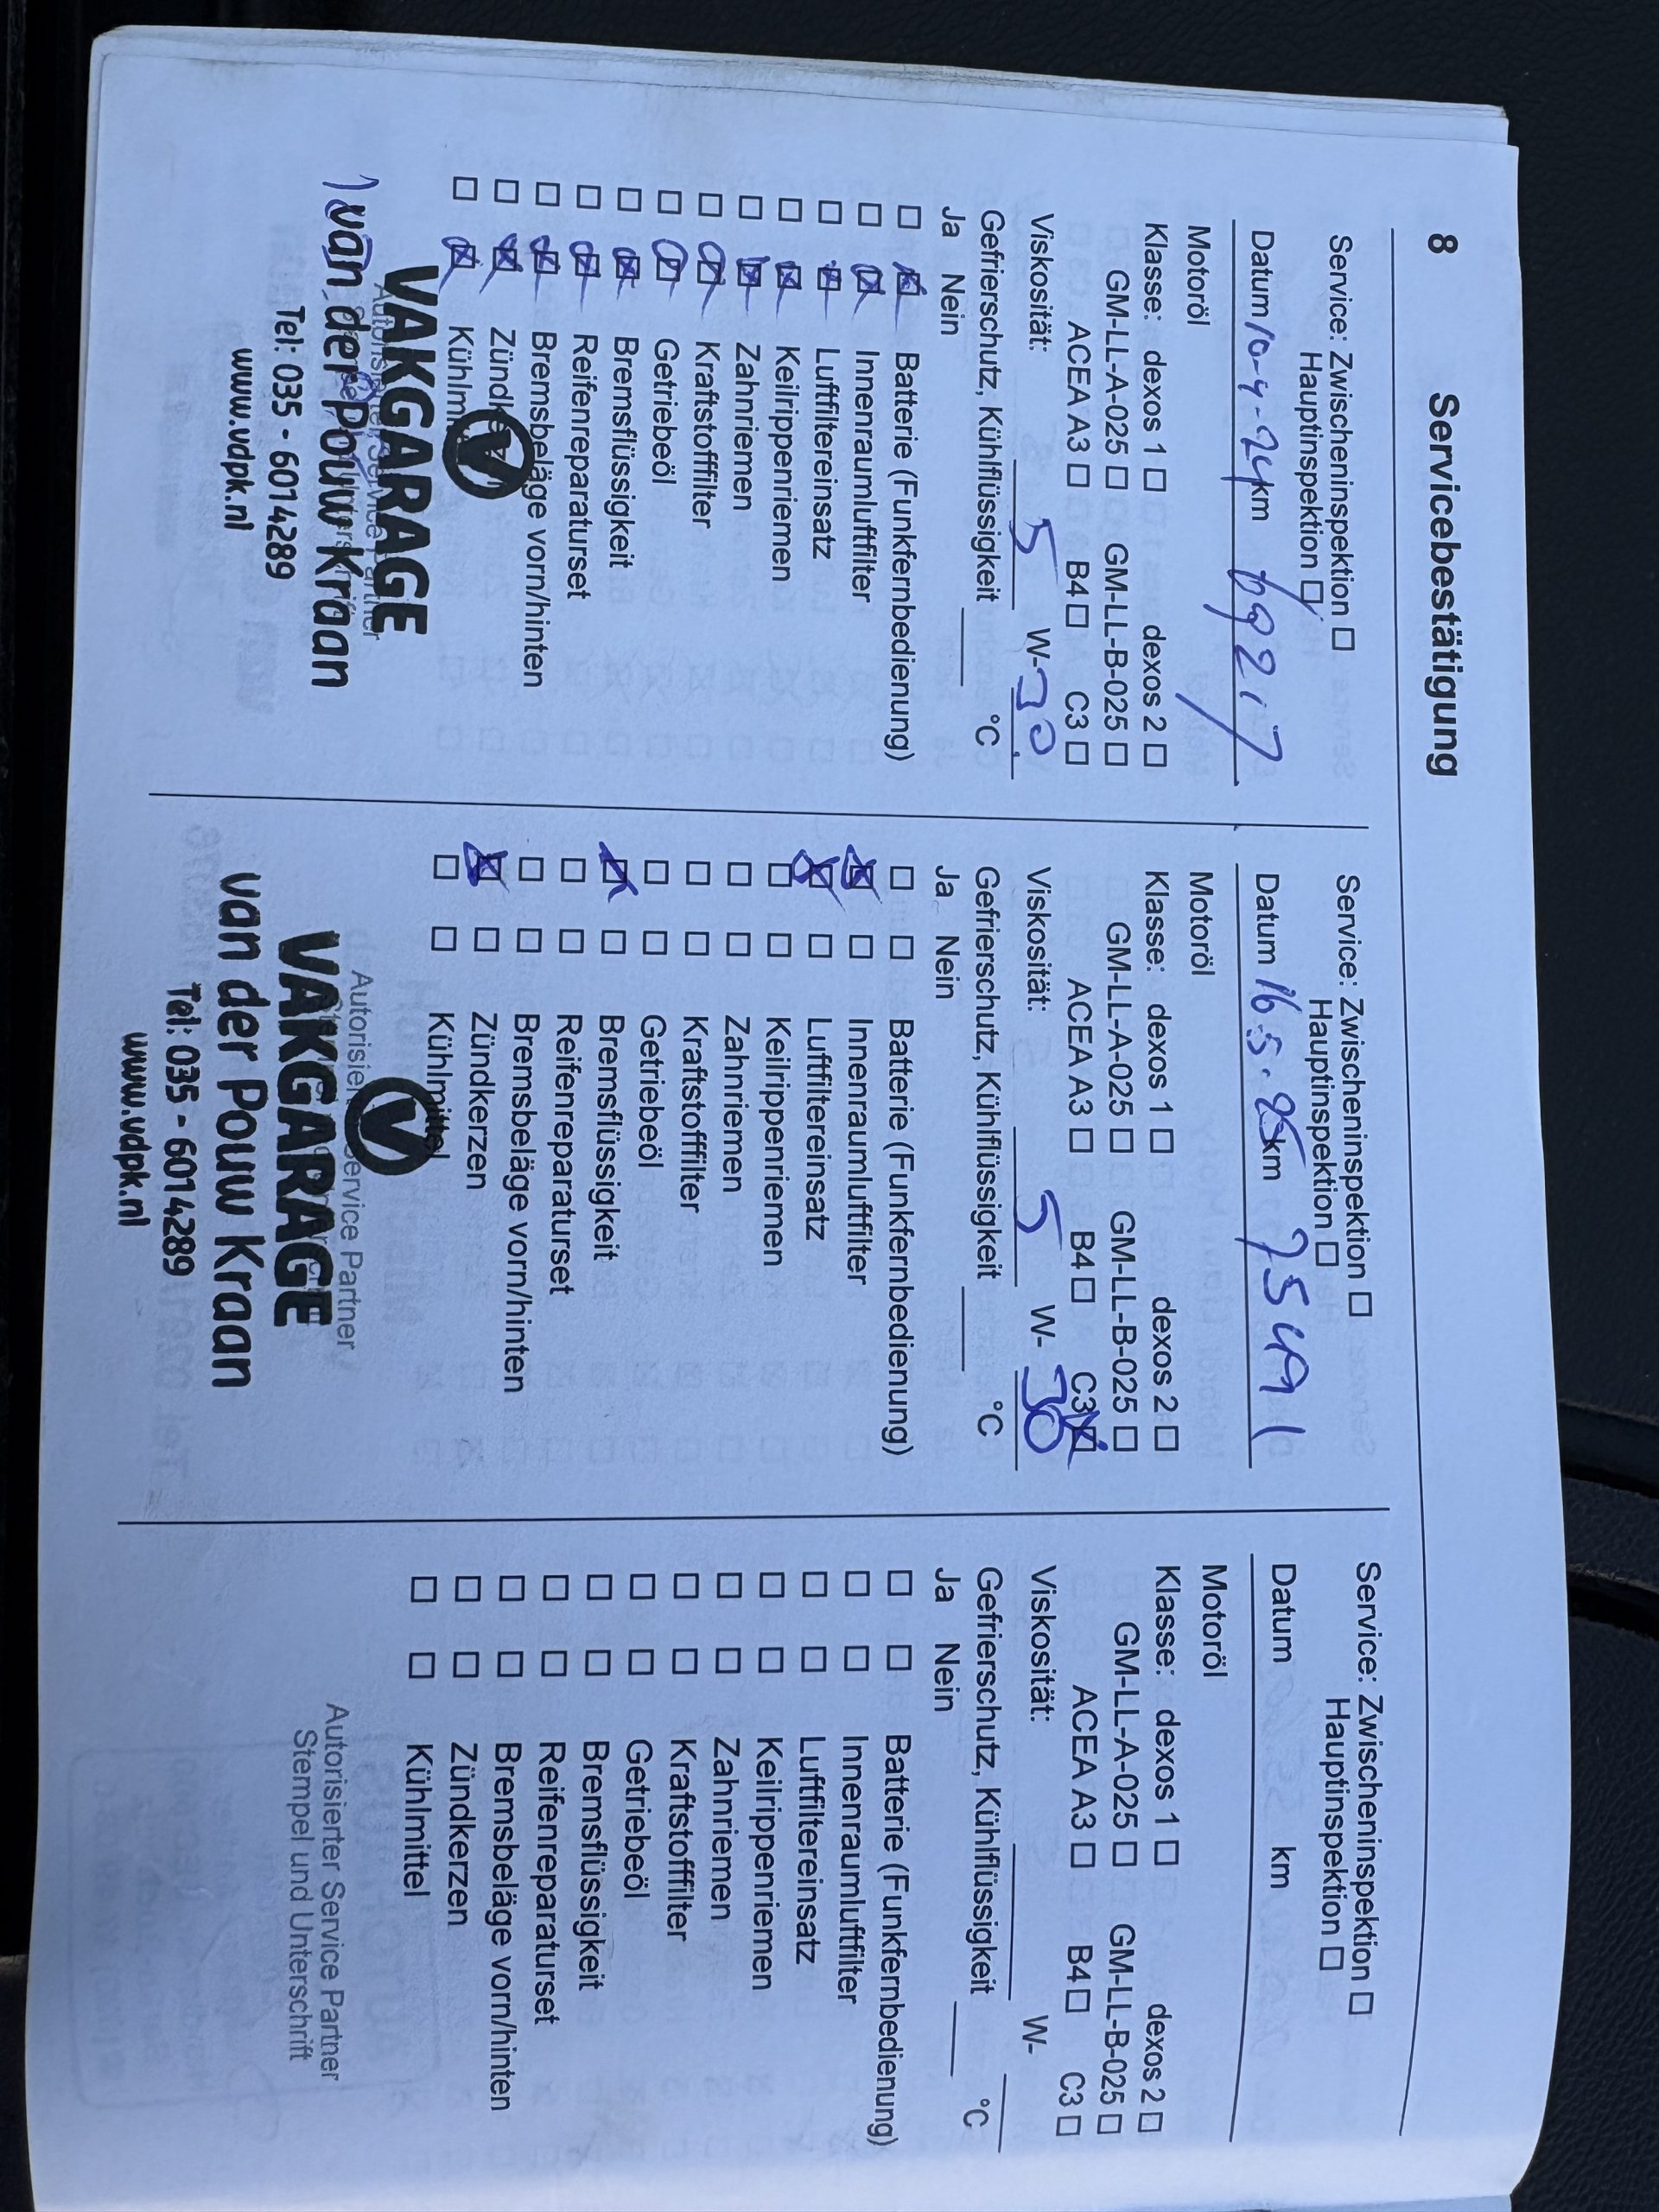 8 Servicebestätigung
Service: Zwischeninspektion ☐
Hauptinspektion ☑
Datum 10-4-24 km 69217
Motoröl
Klasse: dexos 1 ☐ dexos 2 ☐
GM-LL-A-025 ☐ GM-LL-B-025 ☐
ACEA A3 ☐ B4 ☐ C3 ☐
Viskosität: 5 W-30
Gefrierschutz, Kühlflüssigkeit ____ °C
Ja Nein
☐ ☒ Batterie (Funkfernbedienung)
☐ ☒ Innenraumluftfilter
☐ ☒ Luftfiltereinsatz
☐ ☒ Keilrippenriemen
☐ ☒ Zahnriemen
☐ ☒ Kraftstofffilter
☐ ☒ Getriebeöl
☐ ☒ Bremsflüssigkeit
☐ ☒ Reifenreparaturset
☐ ☒ Bremsbeläge vorn/hinten
☐ ☒
☐ ☒
VAKGARAGE
van der Pouw Kraan
Tel: 035 - 6014289
www.vdpk.nl
Service: Zwischeninspektion ☐
Hauptinspektion ☐
Datum 16.5.25 km 75491
Motoröl
Klasse: dexos 1 ☐ dexos 2 ☐
GM-LL-A-025 ☐ GM-LL-B-025 ☐
ACEA A3 ☐ B4 ☐ C3 ☒
Viskosität: 5 W-30
Gefrierschutz, Kühlflüssigkeit ____ °C
Ja Nein
☐ ☐ Batterie (Funkfernbedienung)
☒ ☐ Innenraumluftfilter
☒ ☐ Luftfiltereinsatz
☐ ☐ Keilrippenriemen
☐ ☐ Zahnriemen
☐ ☐ Kraftstofffilter
☐ ☐ Getriebeöl
☒ ☐ Bremsflüssigkeit
☐ ☐ Reifenreparaturset
☐ ☐ Bremsbeläge vorn/hinten
☒ ☐ Zündkerzen
☐ ☐ Kühlmittel
Service Partner
VAKGARAGE
van der Pouw Kraan
Tel: 035 - 6014289
www.vdpk.nl
Service: Zwischeninspektion ☐
Hauptinspektion ☐
Datum km
Motoröl
Klasse: dexos 1 ☐ dexos 2 ☐
GM-LL-A-025 ☐ GM-LL-B-025 ☐
ACEA A3 ☐ B4 ☐ C3 ☐
Viskosität: ____ W- ____
Gefrierschutz, Kühlflüssigkeit ____ °C
Ja Nein
☐ ☐ Batterie (Funkfernbedienung)
☐ ☐ Innenraumluftfilter
☐ ☐ Luftfiltereinsatz
☐ ☐ Keilrippenriemen
☐ ☐ Zahnriemen
☐ ☐ Kraftstofffilter
☐ ☐ Getriebeöl
☐ ☐ Bremsflüssigkeit
☐ ☐ Reifenreparaturset
☐ ☐ Bremsbeläge vorn/hinten
☐ ☐ Zündkerzen
☐ ☐ Kühlmittel
Autorisierter Service Partner
Stempel und Unterschrift